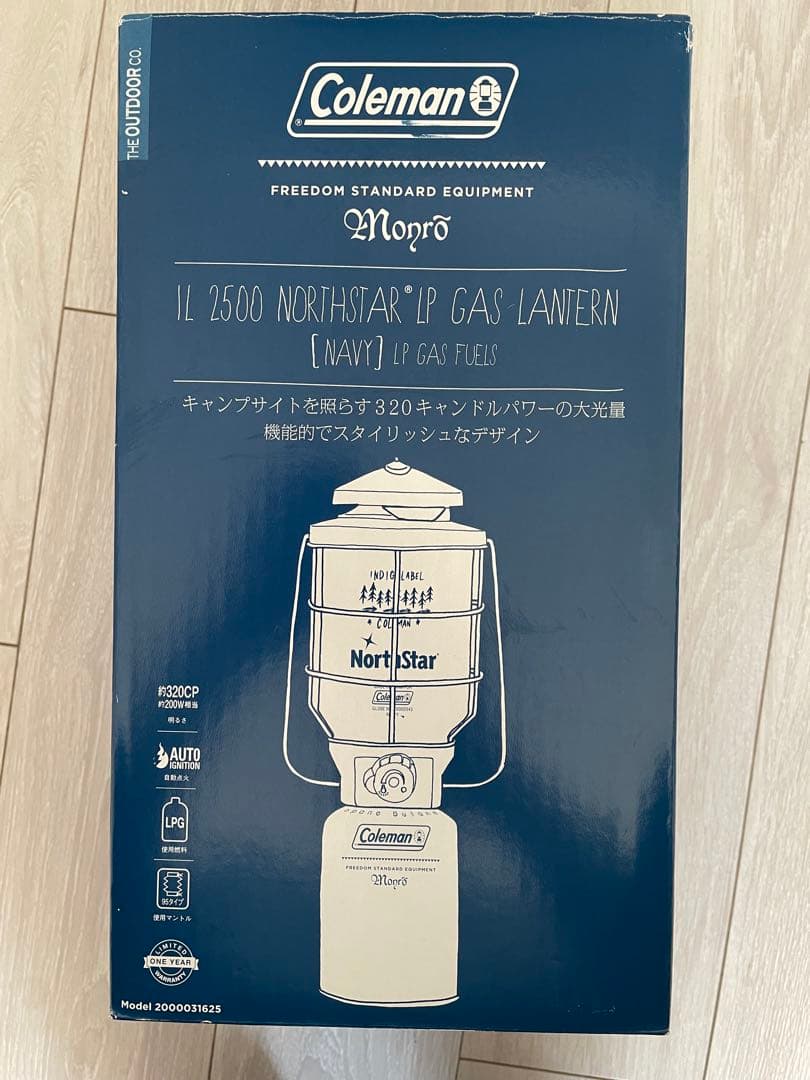 THE OUTDOOR CO.
Coleman
®
FREEDOM STANDARD EQUIPMENT
Monrō
IL 2500 NORTHSTAR® LP GAS LANTERN
[NAVY] LP GAS FUELS
キャンプサイトを照らす320キャンドルパワーの大光量
機能的でスタイリッシュなデザイン
INDIGO LABEL
COLEMAN
NorthStar
Coleman
Coleman
FREEDOM STANDARD EQUIPMENT
Monrō
約320CP
約200W相当
明るさ
AUTO
IGNITION
自動点火
LPG
使用燃料
95タイプ
使用マントル
LIMITED
ONE YEAR
WARRANTY
Model 2000031625